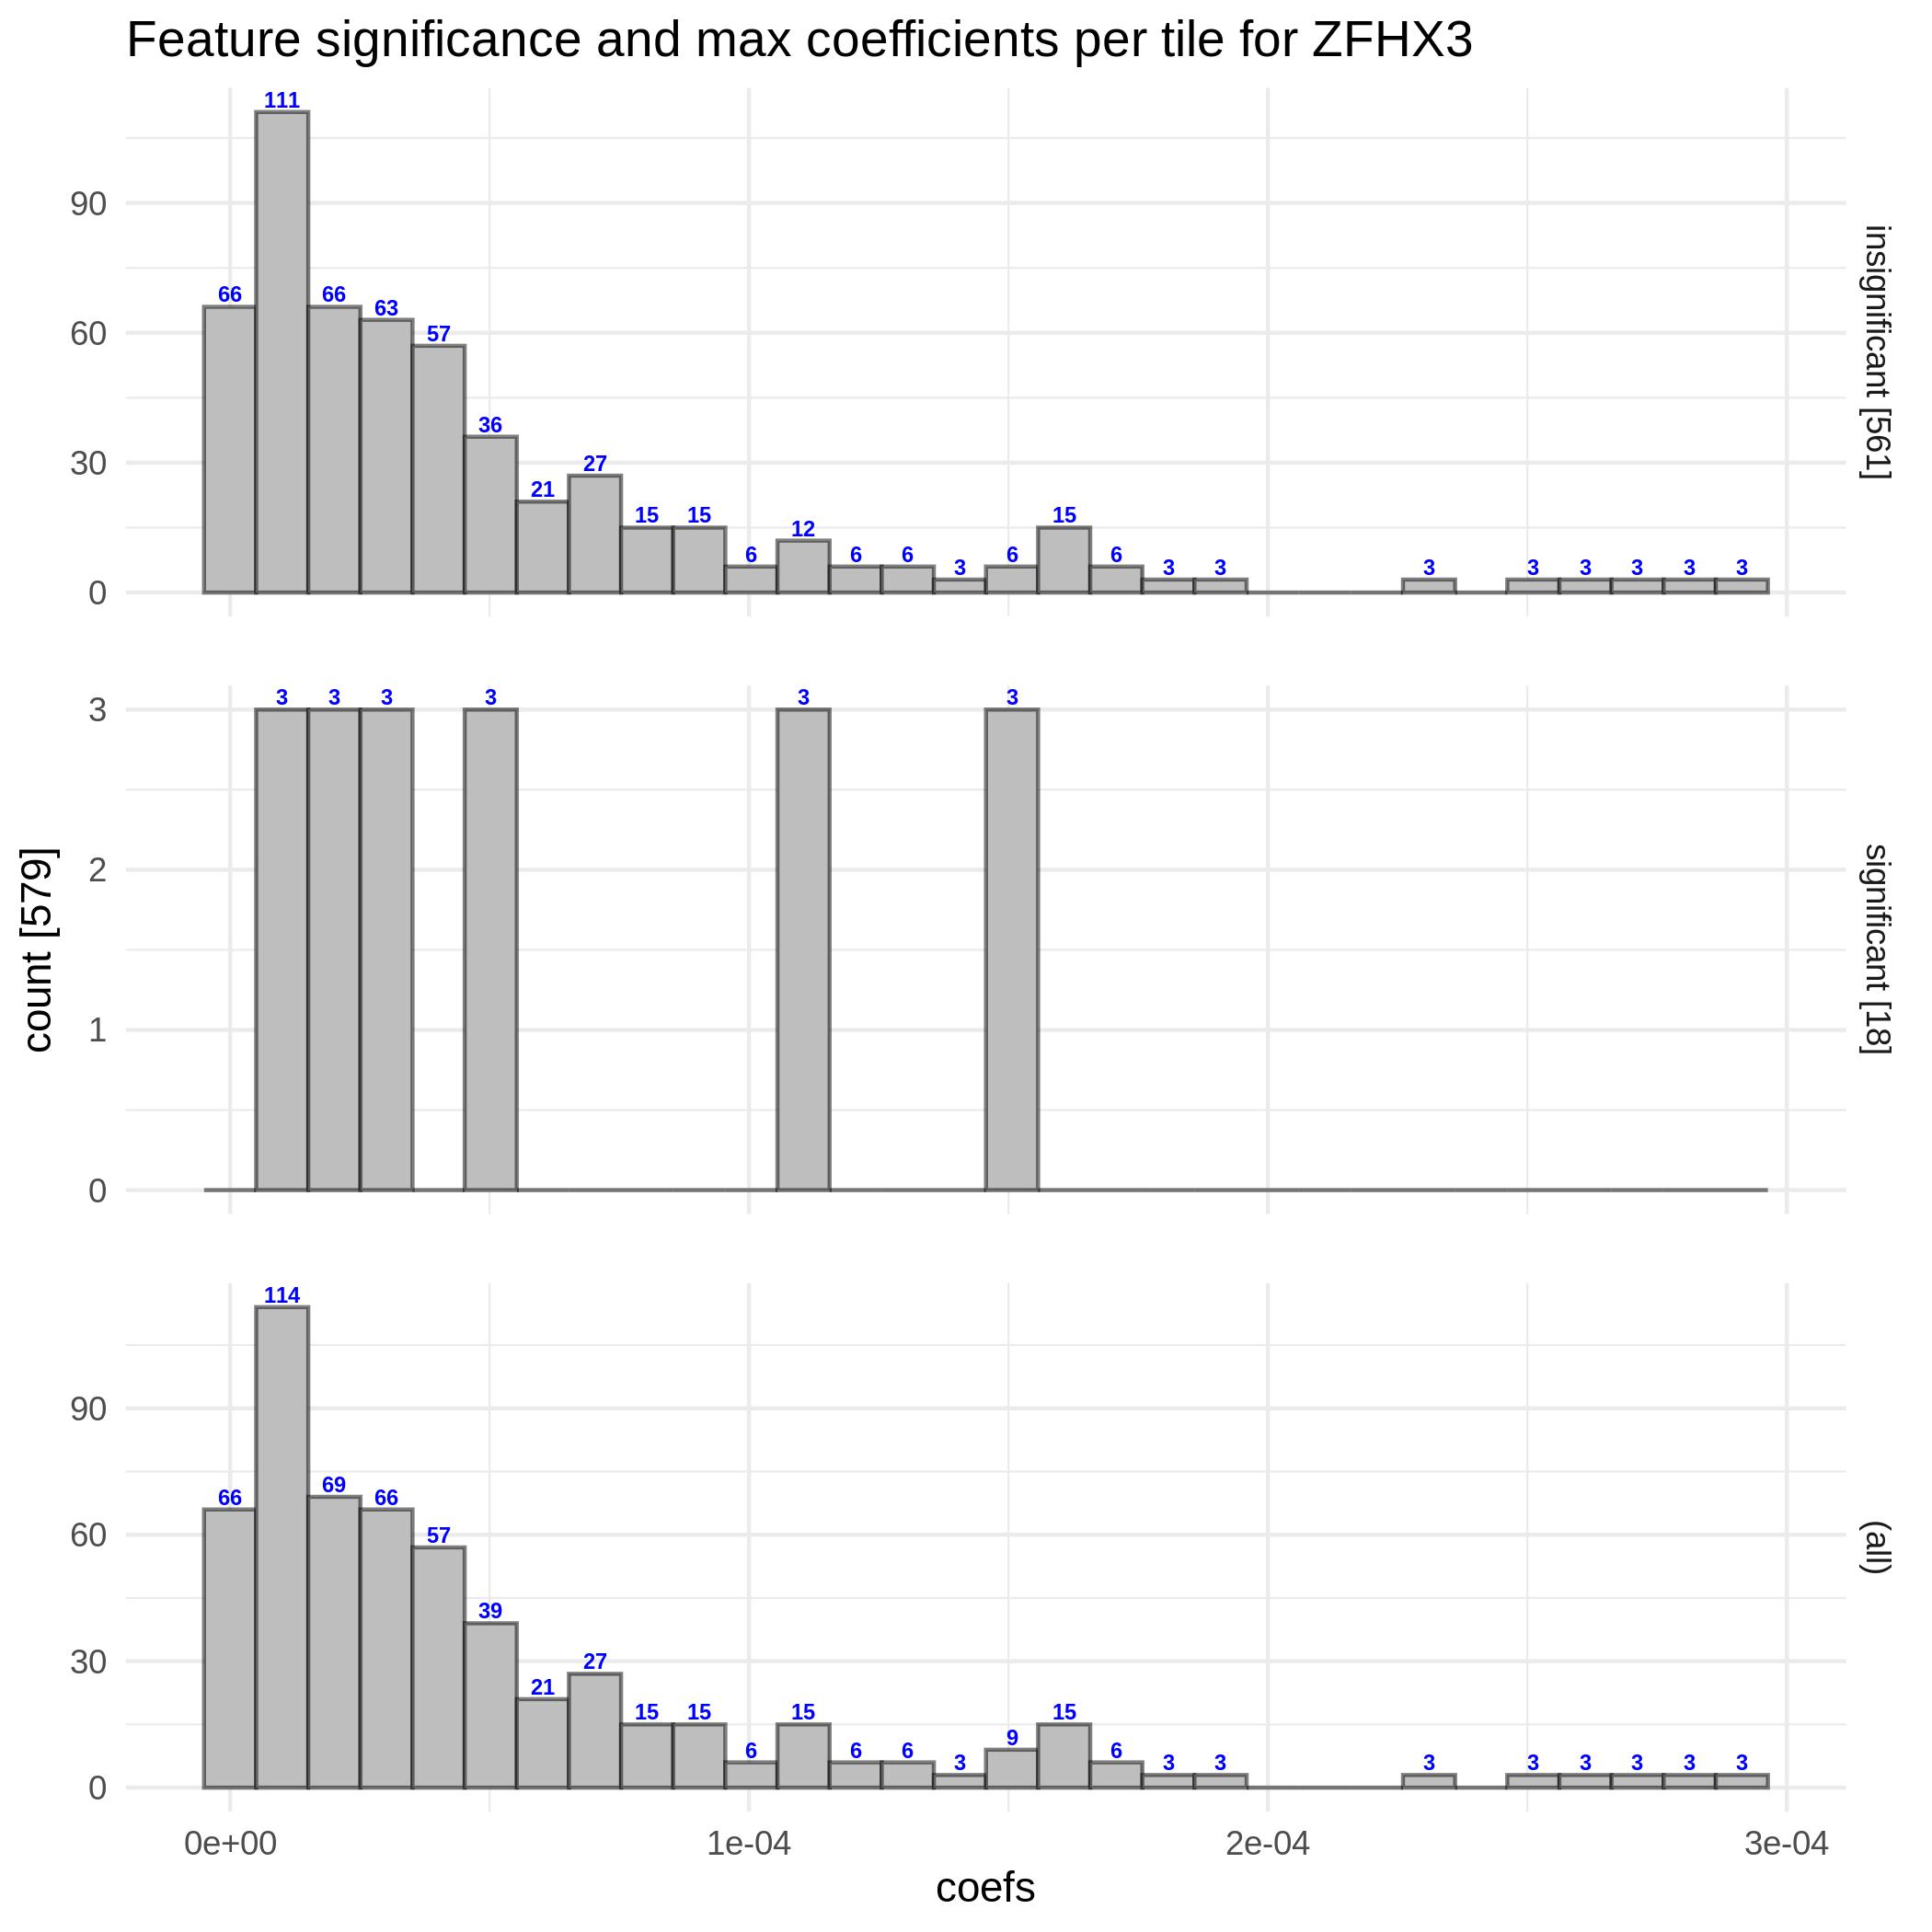 Feature significance and max coefficients per tile for ZFHX3
111
66 66 63 57 36 21 27 15 15 6 12 6 6 3 6 15 6 3 3 3 3 3 3 3 3
90
60
30
0
insignificant [561]
3 3 3 3 3 3
3
2
1
0
significant [18]
count [579]
114
66 69 66 57 39 21 27 15 15 6 15 6 6 3 9 15 6 3 3 3 3 3 3 3 3
90
60
30
0
(all)
0e+00 1e-04 2e-04 3e-04
coefs